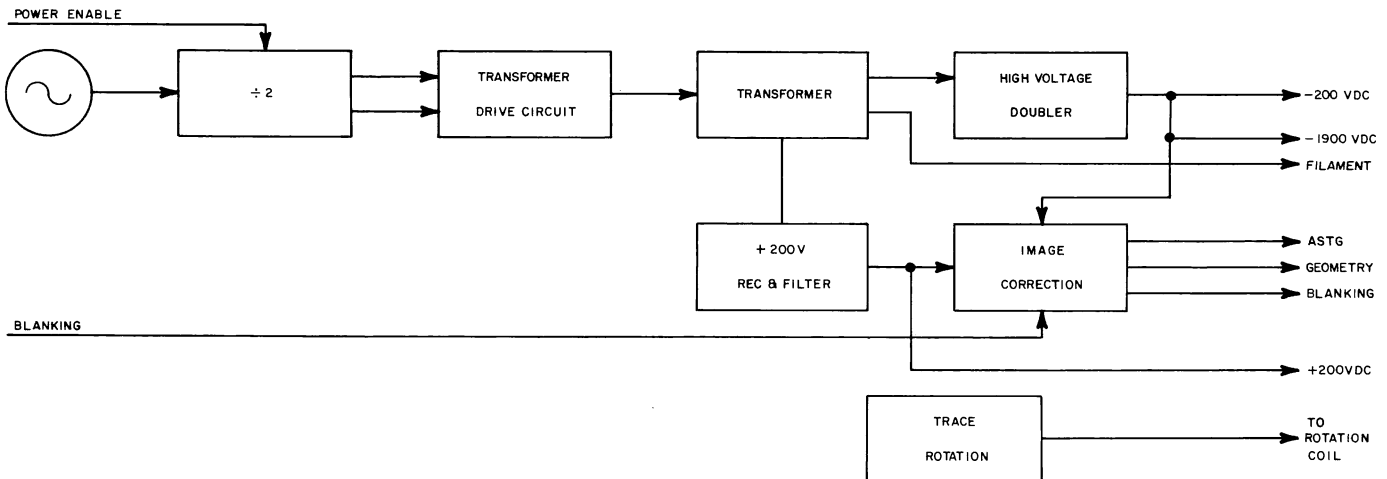 POWER ENABLE
÷2
TRANSFORMER
DRIVE CIRCUIT
TRANSFORMER
HIGH VOLTAGE
DOUBLER
-200 VDC
-1900 VDC
FILAMENT
+200V
REC & FILTER
IMAGE
CORRECTION
ASTG
GEOMETRY
BLANKING
BLANKING
+200VDC
TRACE
ROTATION
TO
ROTATION
COIL